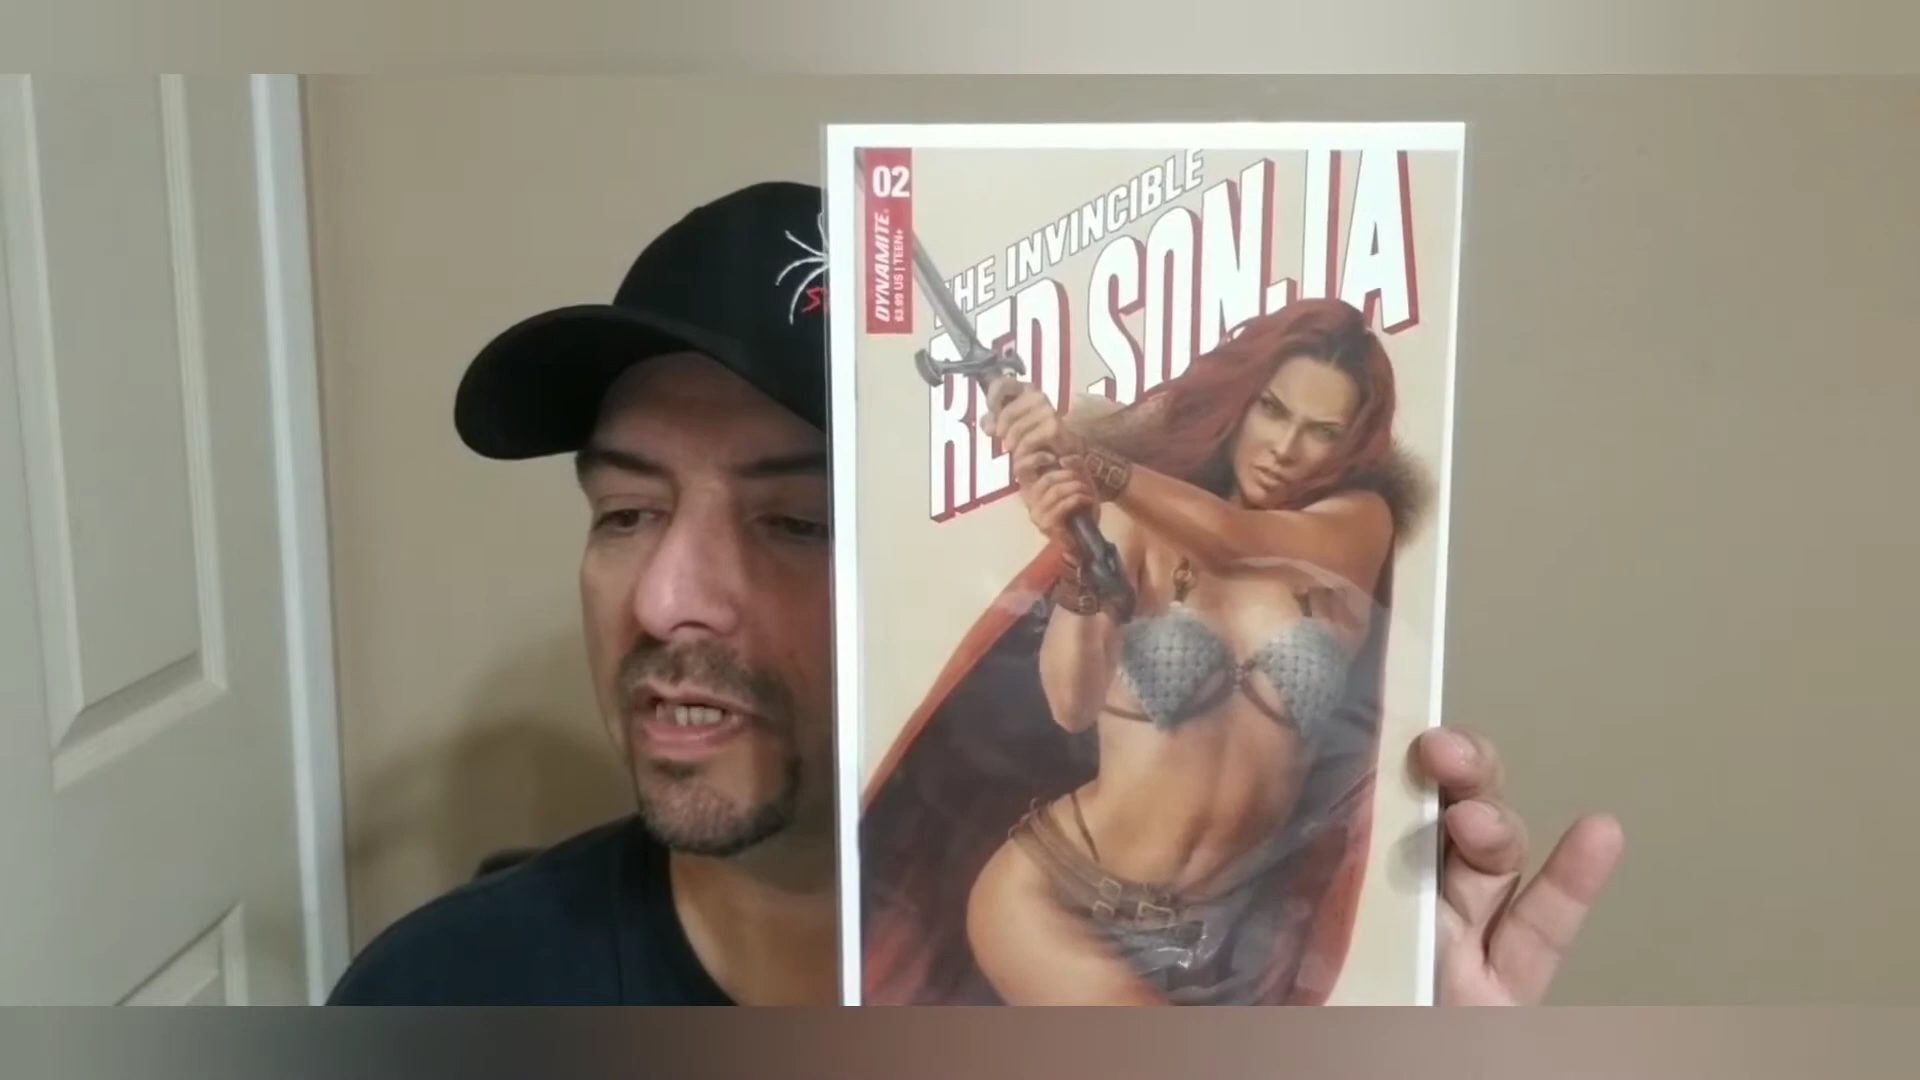 02
DYNAMITE.
$3.99 US | TEEN+
THE INVINCIBLE
RED SONJA